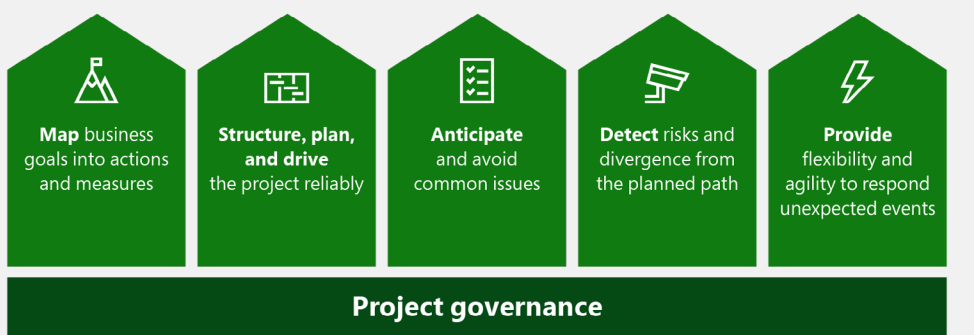 Map business
goals into actions
and measures
Structure, plan,
and drive
the project reliably
Anticipate
and avoid
common issues
Detect risks and
divergence from
the planned path
Provide
flexibility and
agility to respond
unexpected events
Project governance